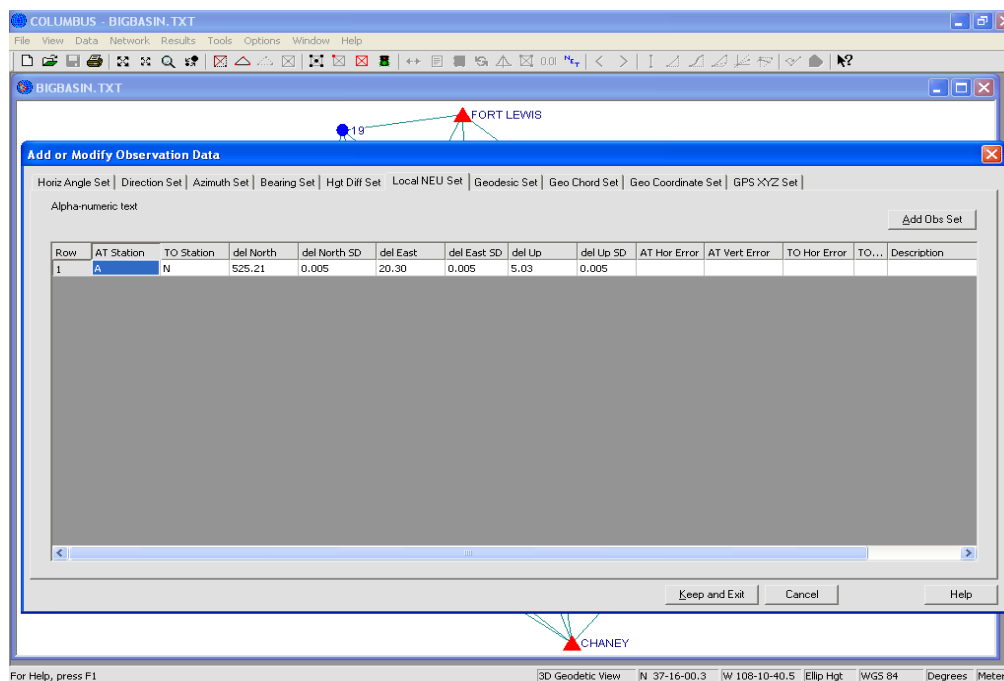 COLUMBUS - BIGBASIN.TXT
File View Data Network Results Tools Options Window Help
BIGBASIN.TXT
FORT LEWIS
19
Add or Modify Observation Data
Horiz Angle Set Direction Set Azimuth Set Bearing Set Hgt Diff Set Local NEU Set Geodesic Set Geo Chord Set Geo Coordinate Set GPS XYZ Set
Alpha-numeric text
Add Obs Set
Row AT Station TO Station del North del North SD del East del East SD del Up del Up SD AT Hor Error AT Vert Error TO Hor Error TO... Description
1 A N 525.21 0.005 20.30 0.005 5.03 0.005
Keep and Exit Cancel Help
CHANEY
For Help, press F1 3D Geodetic View N 37-16-00.3 W 108-10-40.5 Ellip Hgt WGS 84 Degrees Meter